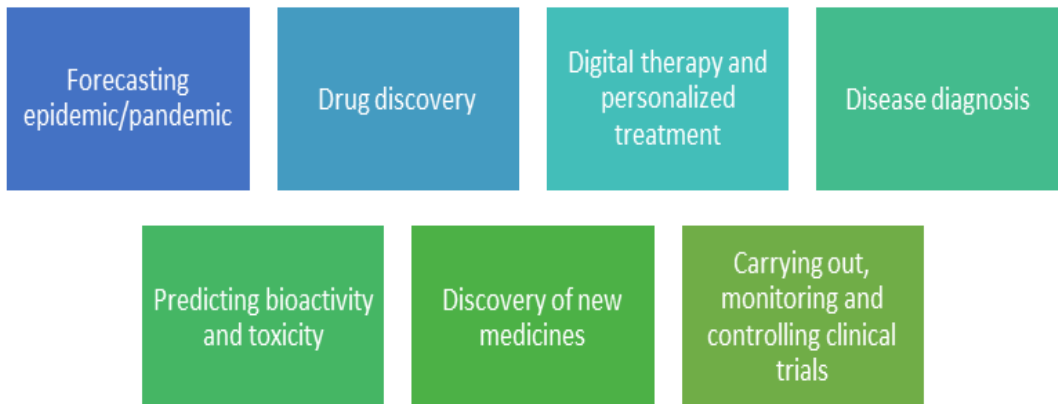 Forecasting
epidemic/pandemic
Drug discovery
Digital therapy and
personalized
treatment
Disease diagnosis
Predicting bioactivity
and toxicity
Discovery of new
medicines
Carrying out,
monitoring and
controlling clinical
trials